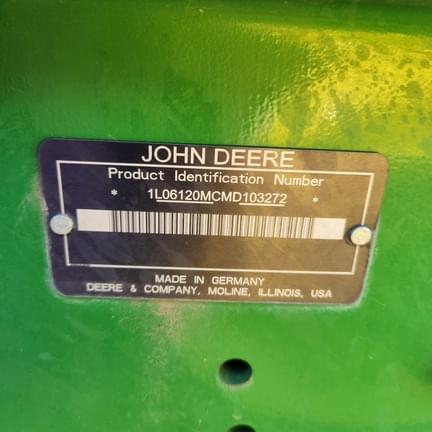 JOHN DEERE
Product Identification Number
* 1L06120MCMD103272 *
MADE IN GERMANY
DEERE & COMPANY, MOLINE, ILLINOIS, USA